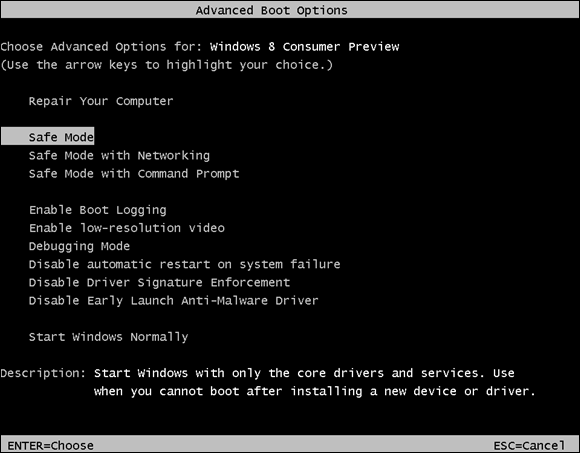 Advanced Boot Options
Choose Advanced Options for: Windows 8 Consumer Preview
(Use the arrow keys to highlight your choice.)
Repair Your Computer
Safe Mode
Safe Mode with Networking
Safe Mode with Command Prompt
Enable Boot Logging
Enable low-resolution video
Debugging Mode
Disable automatic restart on system failure
Disable Driver Signature Enforcement
Disable Early Launch Anti-Malware Driver
Start Windows Normally
Description: Start Windows with only the core drivers and services. Use
when you cannot boot after installing a new device or driver.
ENTER=Choose ESC=Cancel